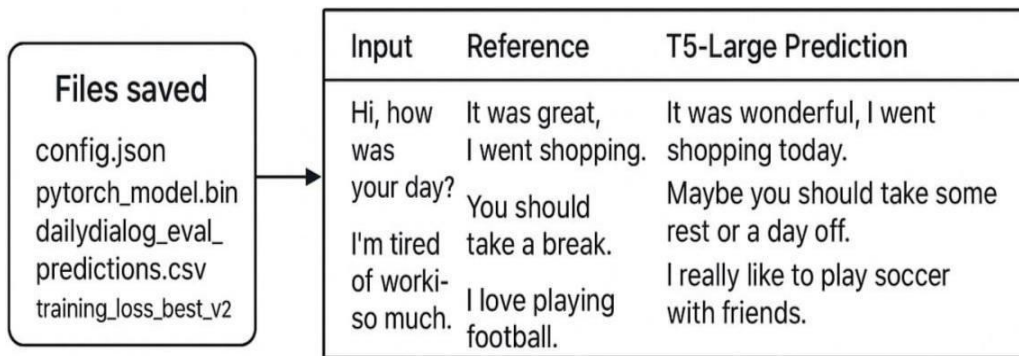 Files saved
config.json
pytorch_model.bin
dailydialog_eval_
predictions.csv
training_loss_best_v2
Input Reference T5-Large Prediction
Hi, how
was
your day?
It was great,
I went shopping.
It was wonderful, I went
shopping today.
I'm tired
of worki-
so much.
You should
take a break.
Maybe you should take some
rest or a day off.
I love playing
football.
I really like to play soccer
with friends.